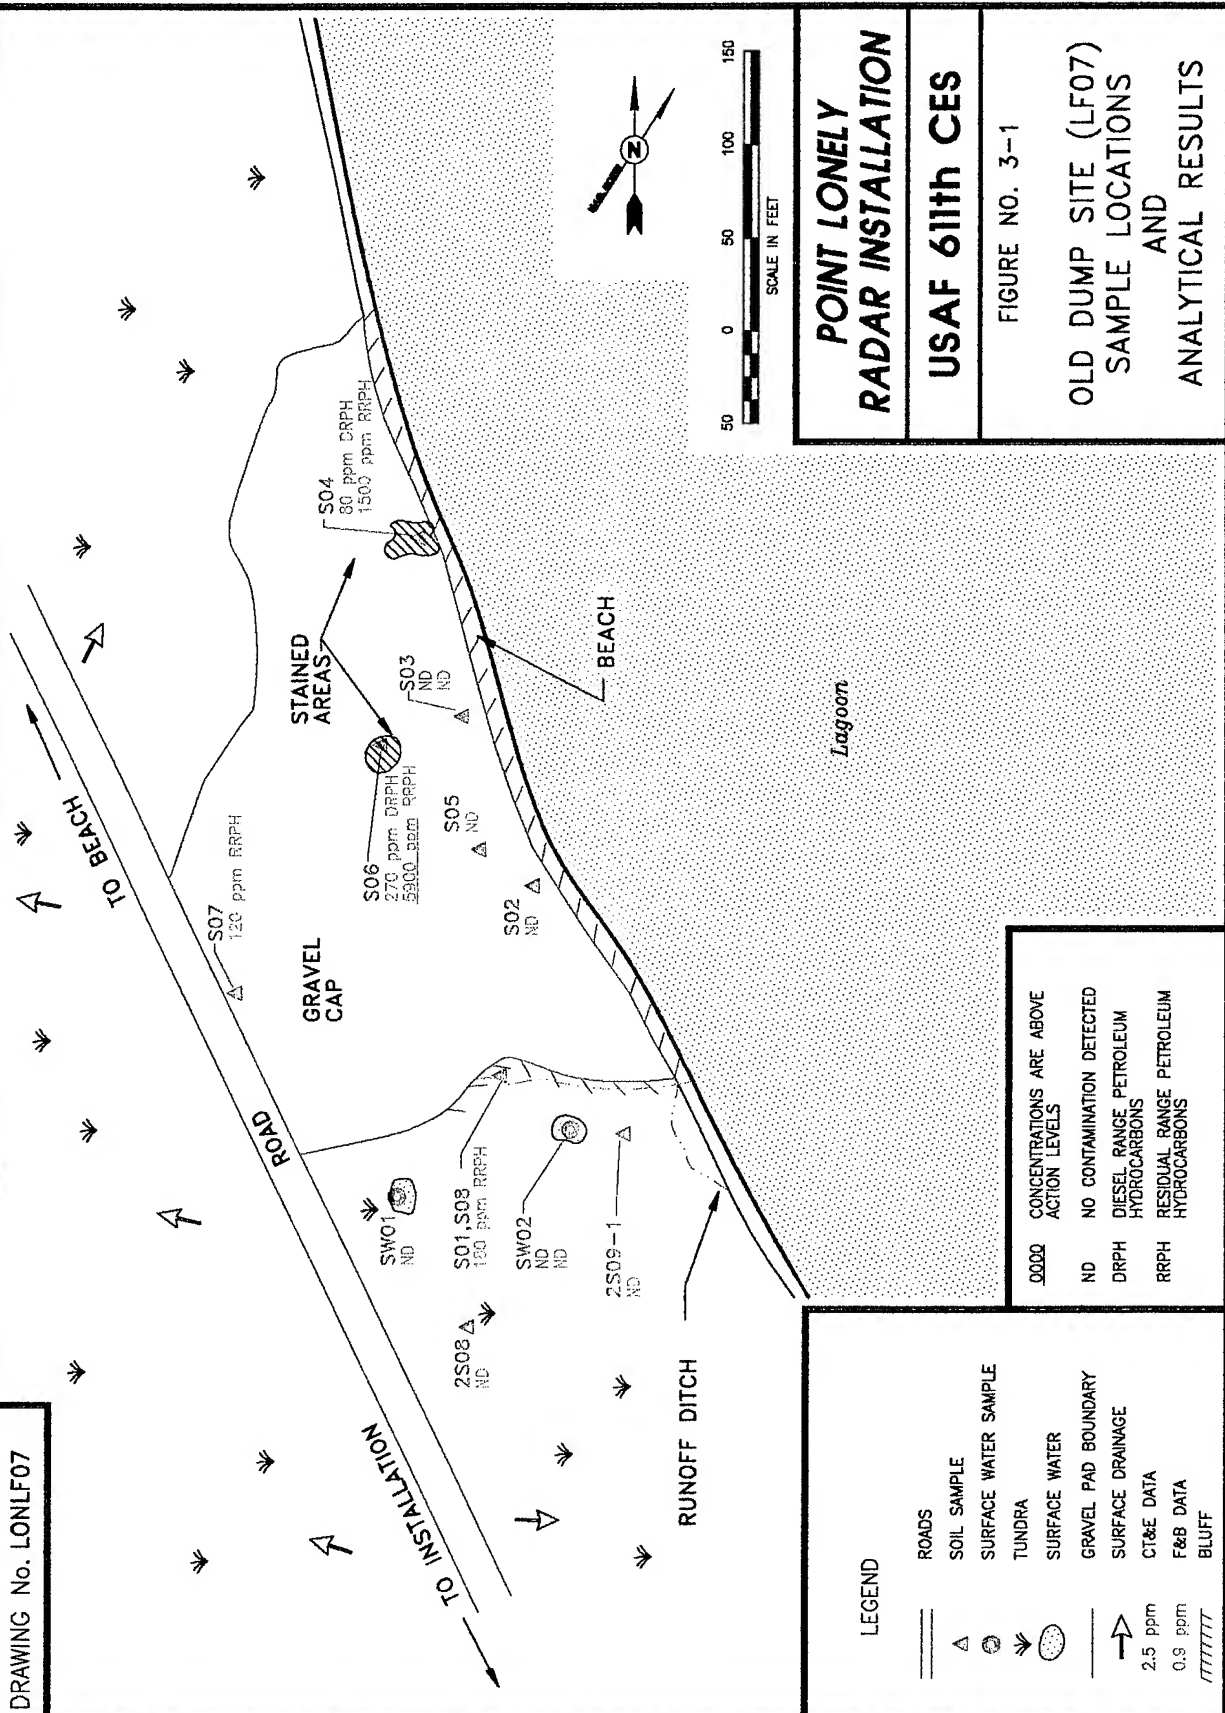 DRAWING No. LONLF07
TO BEACH
ROAD
TO INSTALLATION
S07
120 ppm RRPH
GRAVEL
CAP
STAINED
AREAS
S04
80 ppm DRPH
1500 ppm RRPH
S06
270 ppm DRPH
5900 ppm RRPH
S03
ND
ND
S05
ND
S02
ND
BEACH
Lagoon
SW01
ND
S01,S08
180 ppm RRPH
2S08
ND
SW02
ND
ND
2S09-1
ND
RUNOFF DITCH
N
50 0 50 100 150
SCALE IN FEET
POINT LONELY
RADAR INSTALLATION
USAF 611th CES
FIGURE NO. 3-1
OLD DUMP SITE (LF07)
SAMPLE LOCATIONS
AND
ANALYTICAL RESULTS
0000 CONCENTRATIONS ARE ABOVE
ACTION LEVELS
ND NO CONTAMINATION DETECTED
DRPH DIESEL RANGE PETROLEUM
HYDROCARBONS
RRPH RESIDUAL RANGE PETROLEUM
HYDROCARBONS
LEGEND
ROADS
SOIL SAMPLE
SURFACE WATER SAMPLE
TUNDRA
SURFACE WATER
GRAVEL PAD BOUNDARY
SURFACE DRAINAGE
2.5 ppm CT&E DATA
0.9 ppm F&B DATA
BLUFF